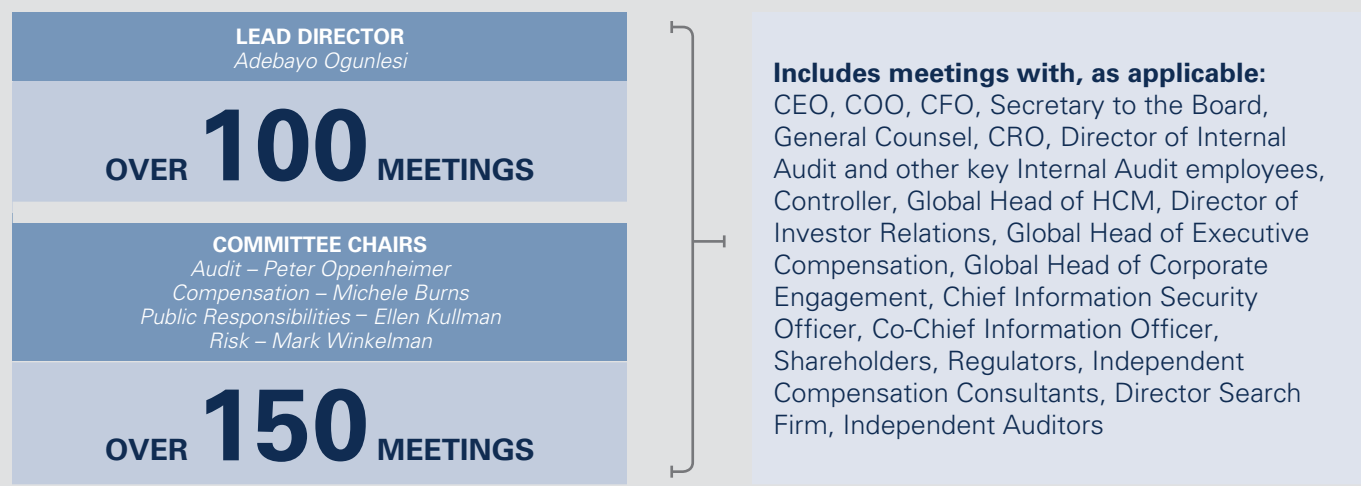 LEAD DIRECTOR
Adebayo Ogunlesi
OVER 100 MEETINGS
COMMITTEE CHAIRS
Audit – Peter Oppenheimer
Compensation – Michele Burns
Public Responsibilities – Ellen Kullman
Risk – Mark Winkelman
OVER 150 MEETINGS
Includes meetings with, as applicable:
CEO, COO, CFO, Secretary to the Board,
General Counsel, CRO, Director of Internal
Audit and other key Internal Audit employees,
Controller, Global Head of HCM, Director of
Investor Relations, Global Head of Executive
Compensation, Global Head of Corporate
Engagement, Chief Information Security
Officer, Co-Chief Information Officer,
Shareholders, Regulators, Independent
Compensation Consultants, Director Search
Firm, Independent Auditors